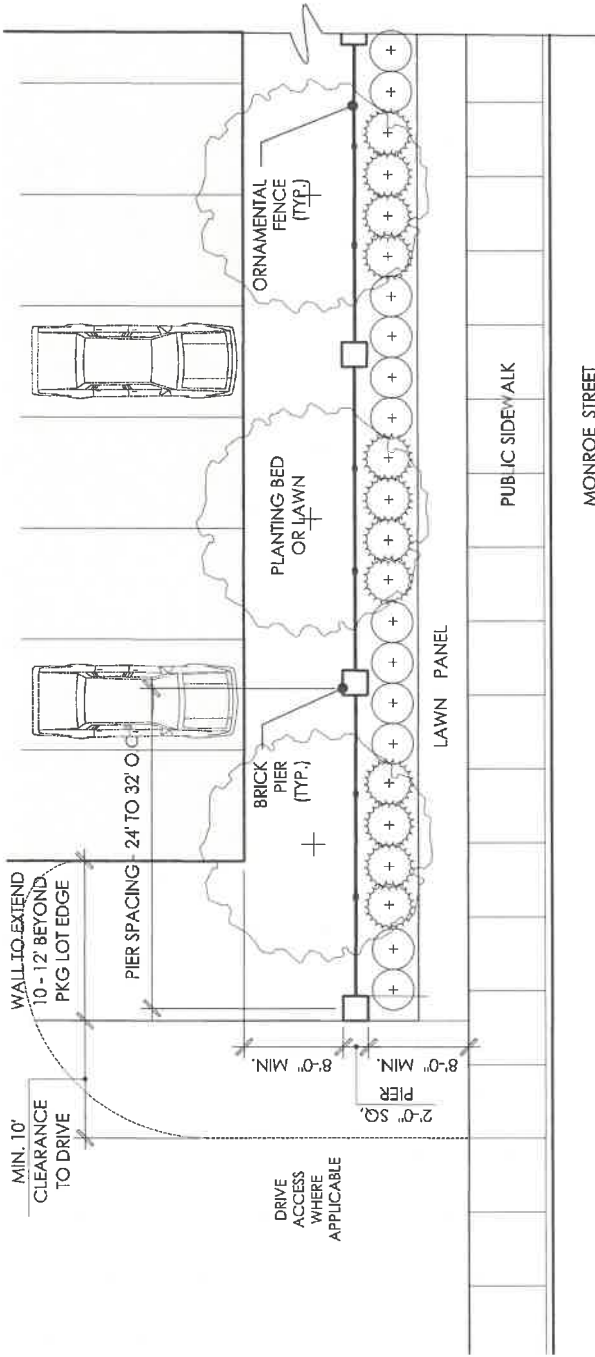 MIN. 10'
CLEARANCE
TO DRIVE
WALL TO EXTEND
10 - 12' BEYOND
PKG LOT EDGE
PIER SPACING - 24' TO 32' O.C.
DRIVE
ACCESS
WHERE
APPLICABLE
8'-0" MIN.
2'-0" SQ.
PIER
8'-0" MIN.
BRICK
PIER
(TYP.)
PLANTING BED
OR LAWN
ORNAMENTAL
FENCE
(TYP.)
LAWN PANEL
PUBLIC SIDEWALK
MONROE STREET